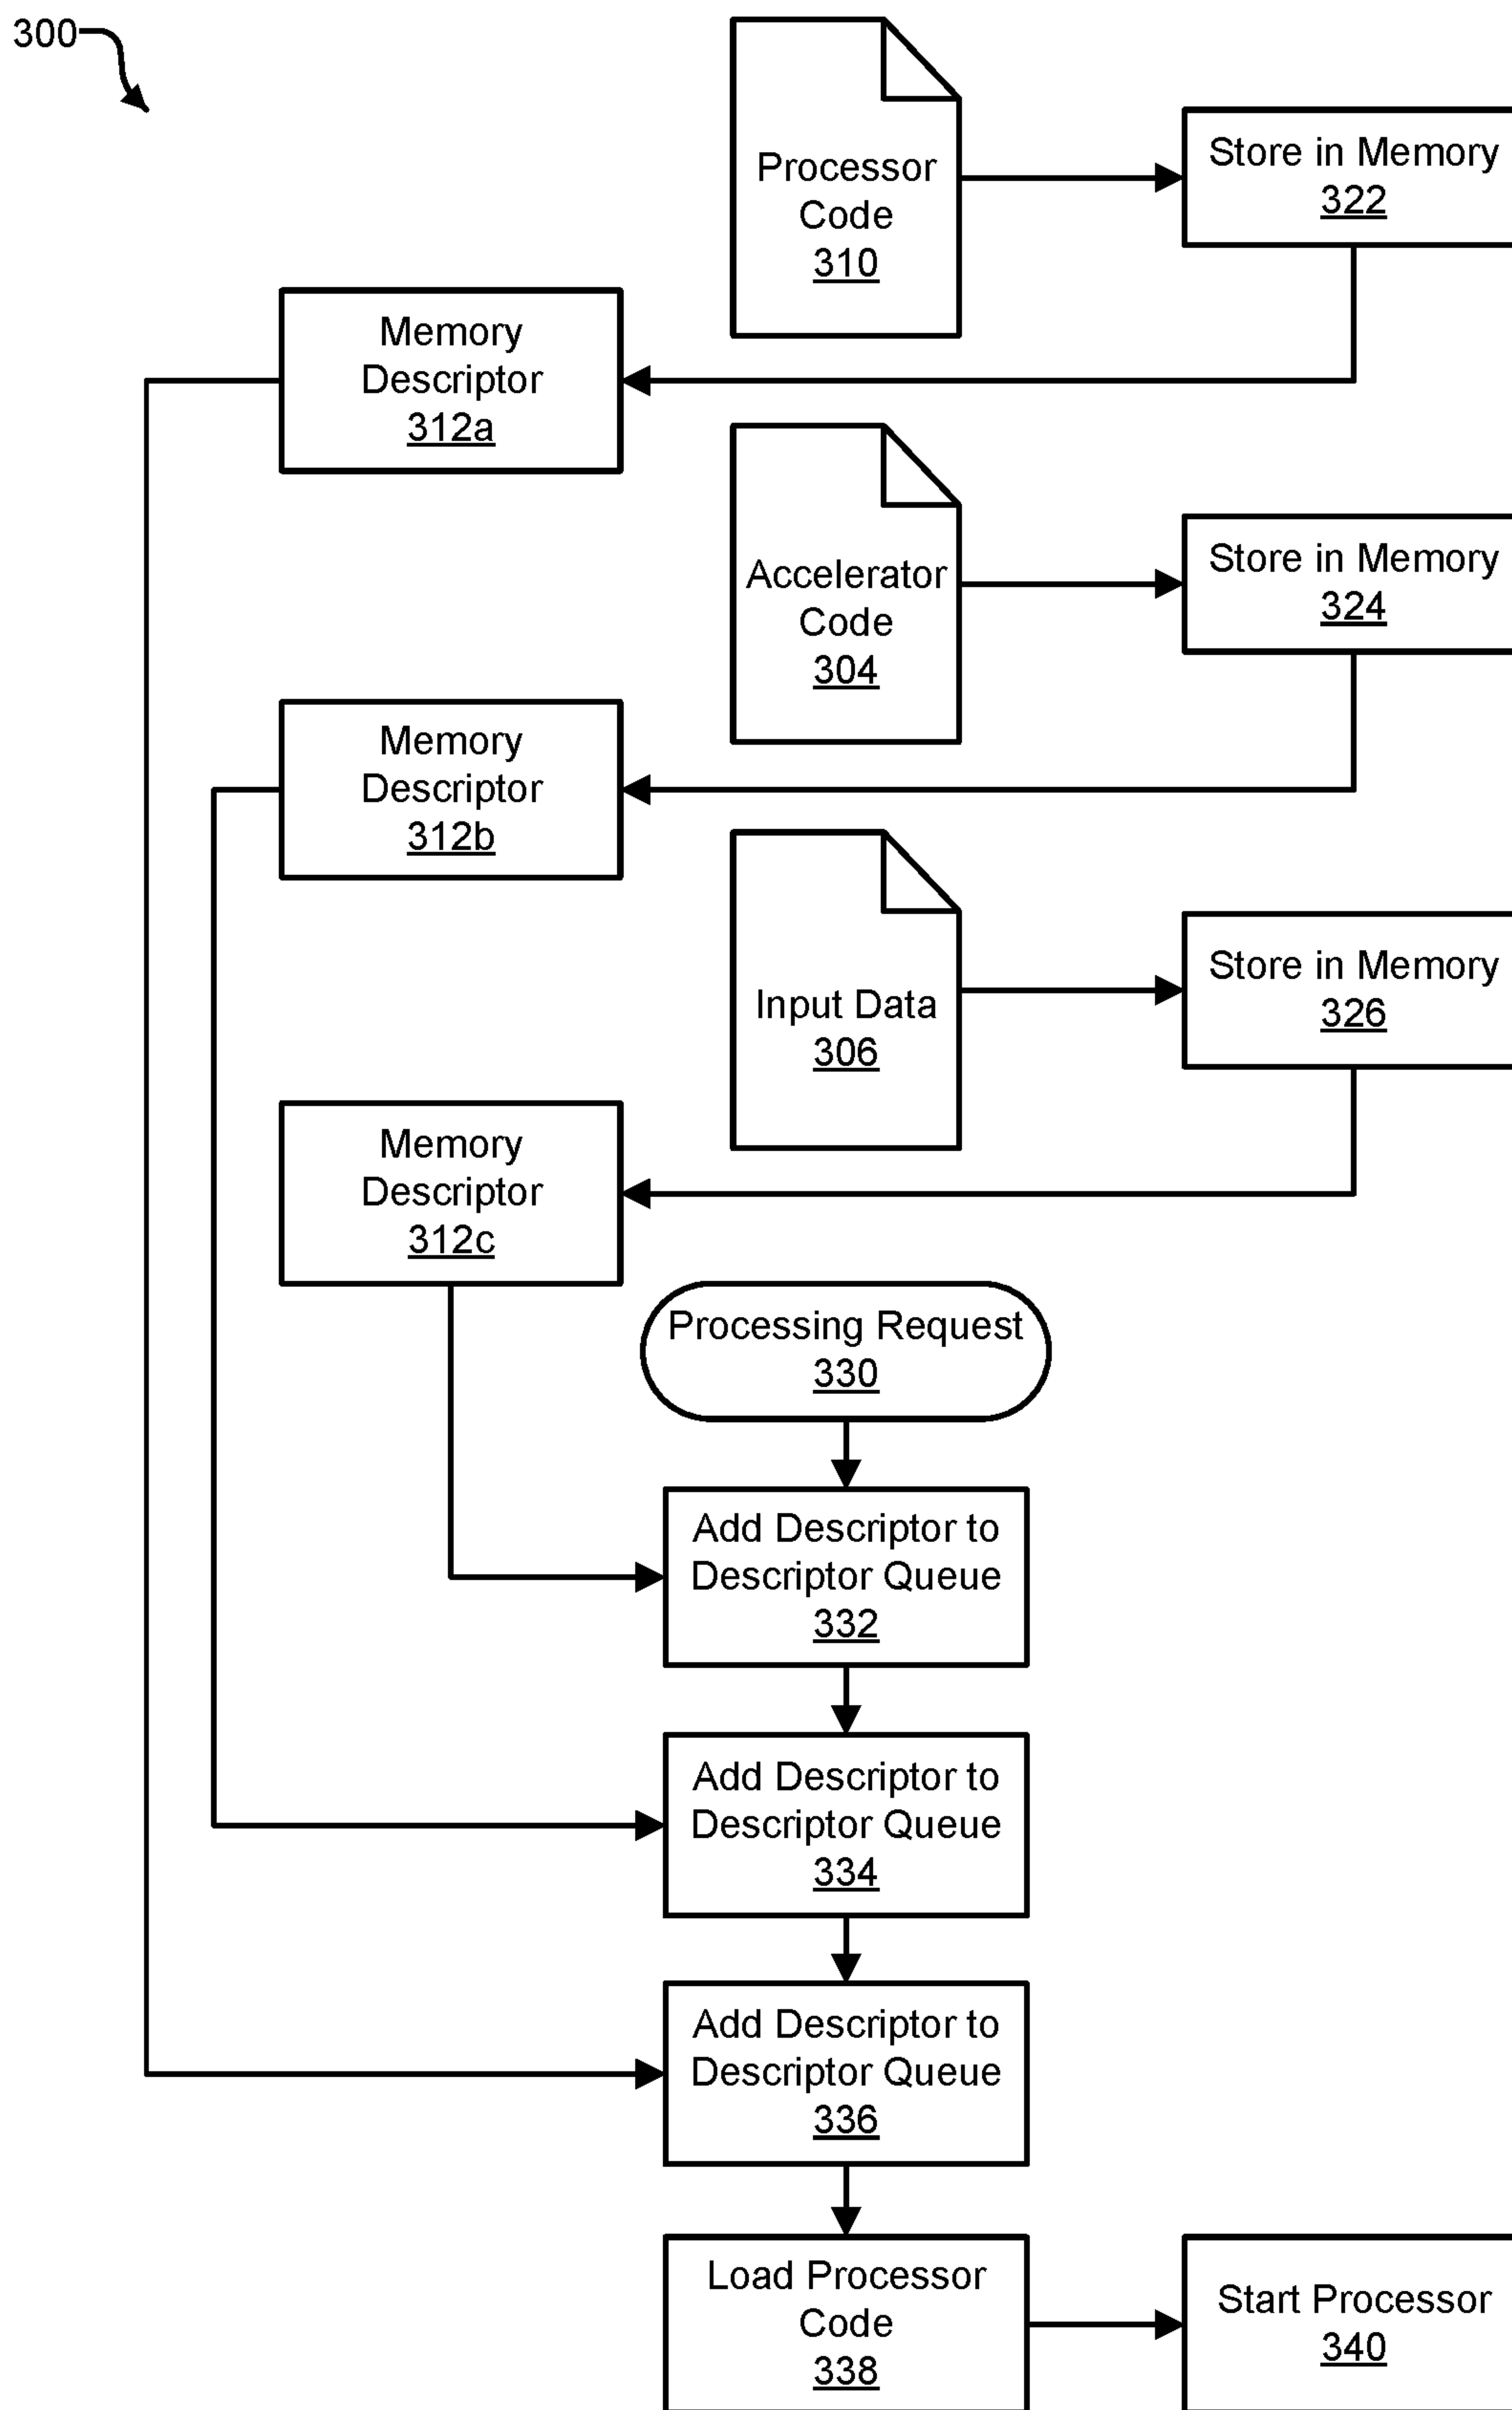 300
Processor
Code
310
Store in Memory
322
Memory
Descriptor
312a
Accelerator
Code
304
Store in Memory
324
Memory
Descriptor
312b
Input Data
306
Store in Memory
326
Memory
Descriptor
312c
Processing Request
330
Add Descriptor to
Descriptor Queue
332
Add Descriptor to
Descriptor Queue
334
Add Descriptor to
Descriptor Queue
336
Load Processor
Code
338
Start Processor
340